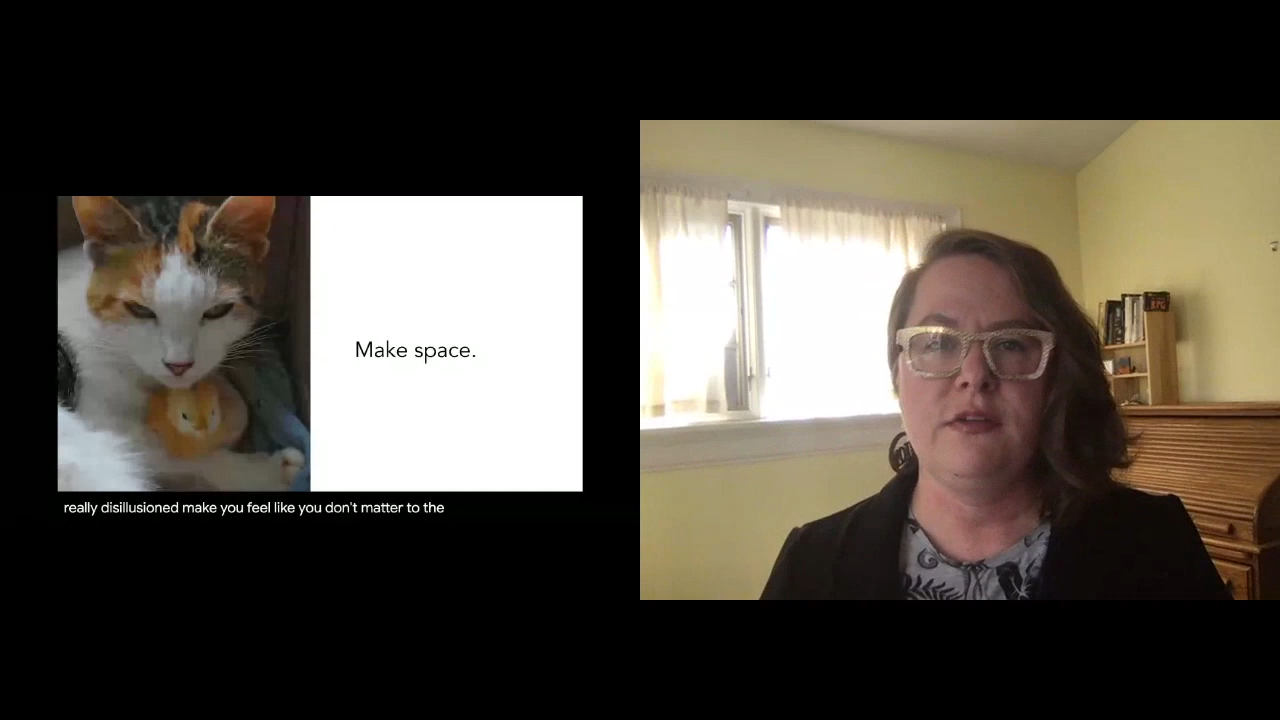 Make space.
really disillusioned make you feel like you don't matter to the